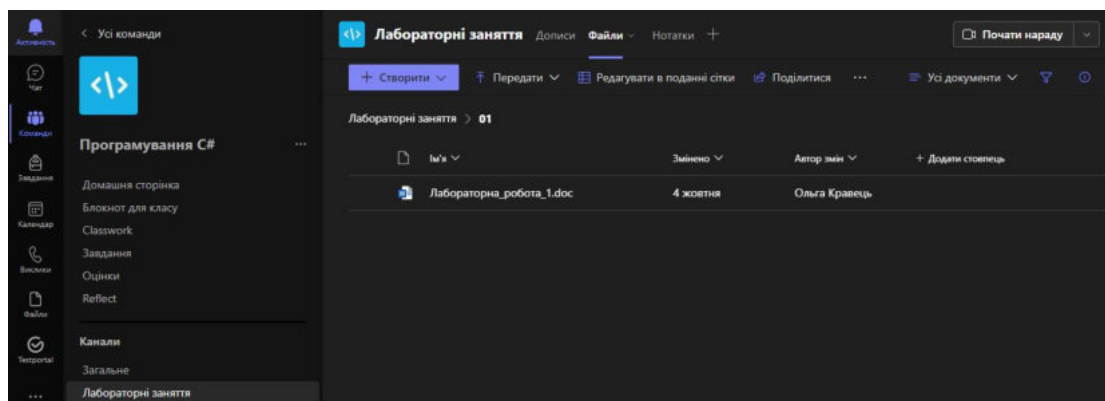 Активність
Чат
Команди
Завдання
Календар
Виклики
Файли
Testportal
Усі команди
Програмування C#
Домашня сторінка
Блокнот для класу
Classwork
Завдання
Оцінки
Reflect
Канали
Загальне
Лабораторні заняття
Лабораторні заняття Дописи Файли Нотатки
Почати нараду
Створити Передати Редагувати в поданні сітки Поділитися ... Усі документи
Лабораторні заняття > 01
Ім'я Змінено Автор змін + Додати стовпець
Лабораторна_робота_1.doc 4 жовтня Ольга Кравець